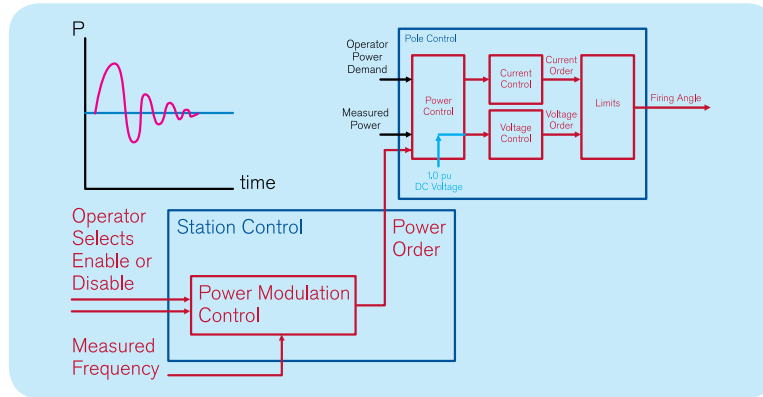 P
time
Pole Control
Operator
Power
Demand
Measured
Power
Power
Control
Current
Control
Current
Order
Voltage
Control
Voltage
Order
Limits
Firing Angle
1.0 pu
DC Voltage
Operator
Selects
Enable or
Disable
Station Control
Power
Order
Power Modulation
Control
Measured
Frequency